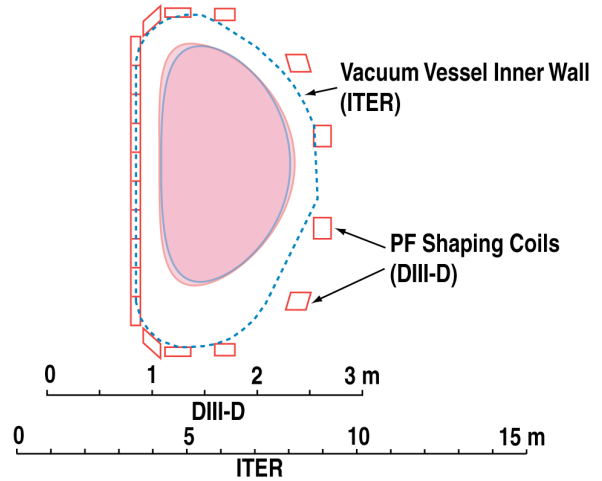 Vacuum Vessel Inner Wall
(ITER)
PF Shaping Coils
(DIII-D)
0 1 2 3 m
DIII-D
0 5 10 15 m
ITER